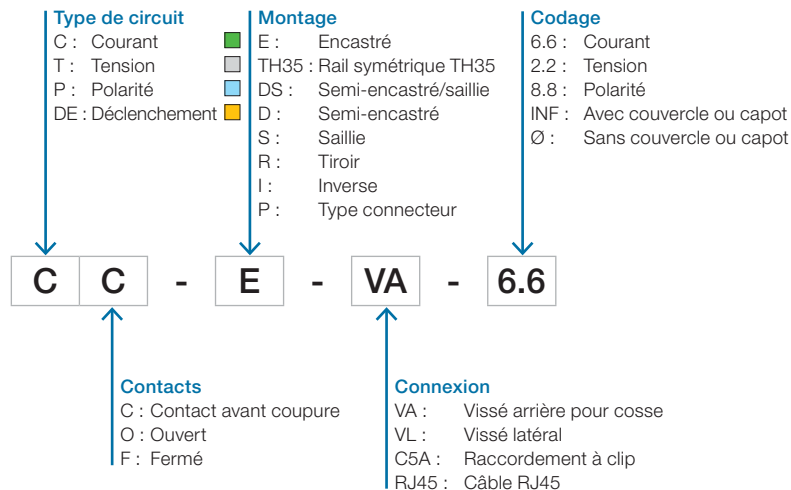 Type de circuit
C : Courant
T : Tension
P : Polarité
DE : Déclenchement
Montage
E : Encastré
TH35 : Rail symétrique TH35
DS : Semi-encastré/saillie
D : Semi-encastré
S : Saillie
R : Tiroir
I : Inverse
P : Type connecteur
Codage
6.6 : Courant
2.2 : Tension
8.8 : Polarité
INF : Avec couvercle ou capot
Ø : Sans couvercle ou capot
C C - E - VA - 6.6
Contacts
C : Contact avant coupure
O : Ouvert
F : Fermé
Connexion
VA : Vissé arrière pour cosse
VL : Vissé latéral
C5A : Raccordement à clip
RJ45 : Câble RJ45